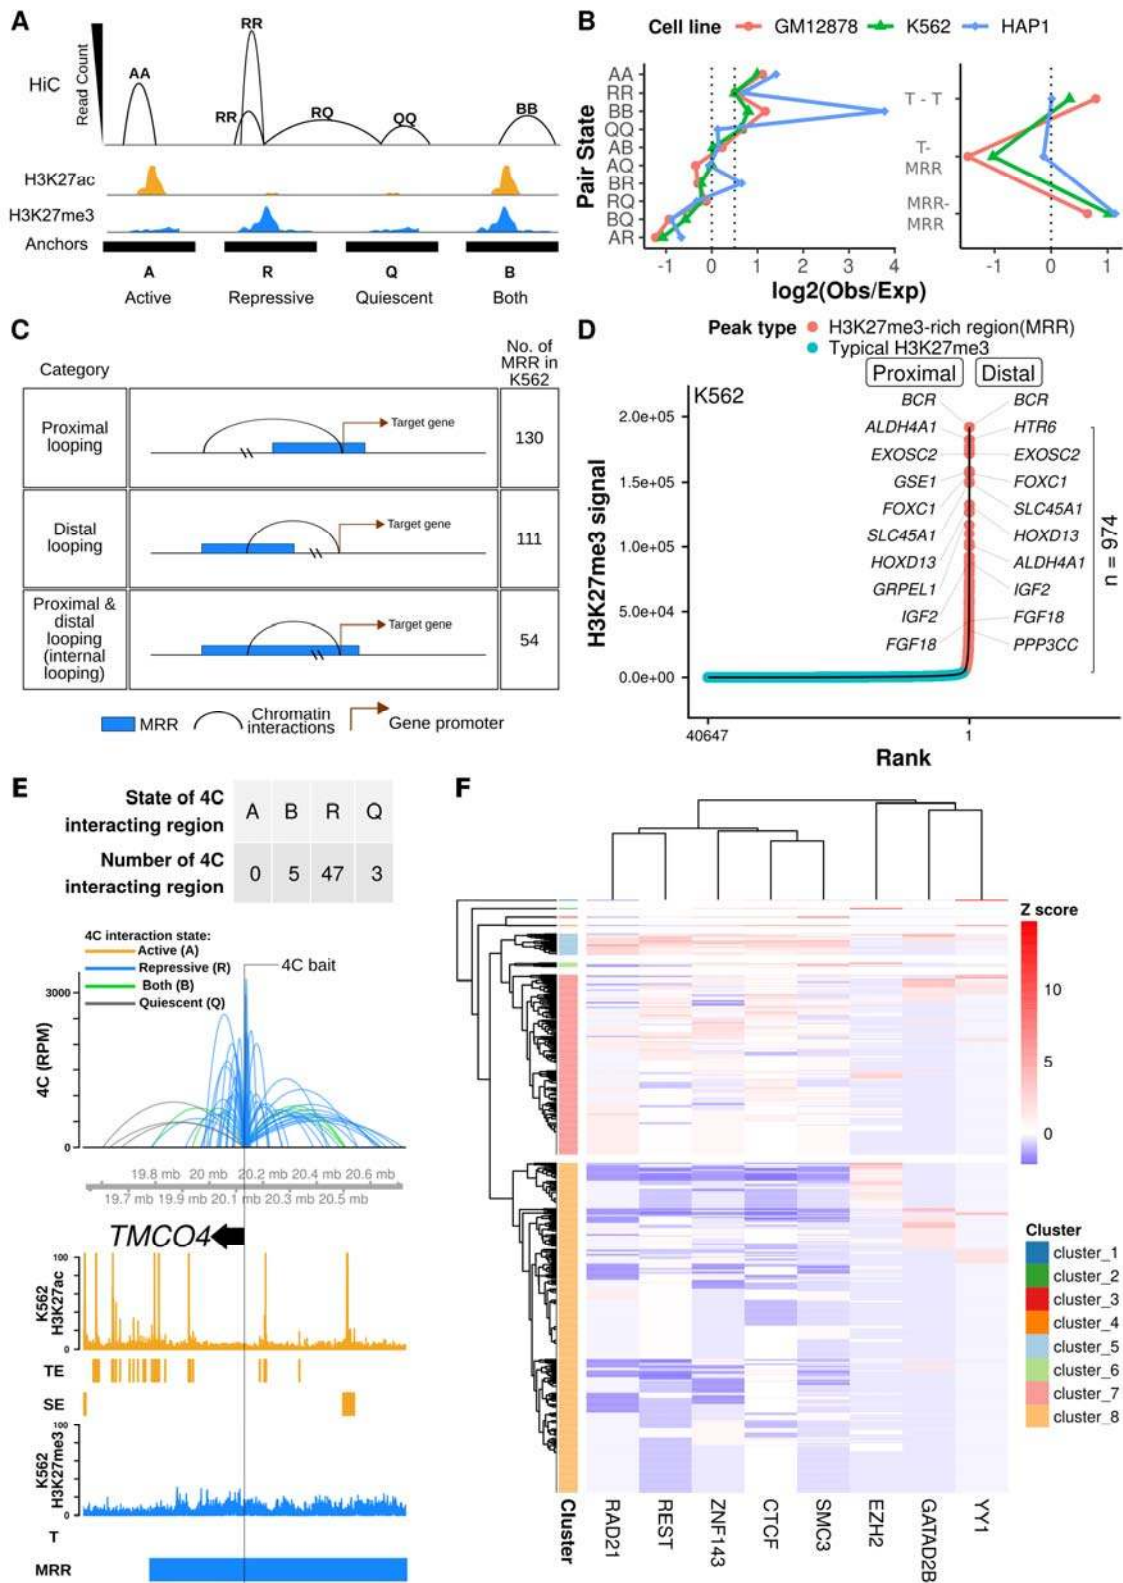 A
Read Count
HiC
AA
RR
RR
RQ
QQ
BB
H3K27ac
H3K27me3
Anchors
A
R
Q
B
Active
Repressive
Quiescent
Both
B
Cell line
GM12878
K562
HAP1
Pair State
AA
RR
BB
QQ
AB
AQ
BR
RQ
BQ
AR
-1
0
1
2
3
4
T - T
T-
MRR
MRR-
MRR
-1
0
1
log2(Obs/Exp)
C
Category
No. of
MRR in
K562
Proximal
looping
Target gene
130
Distal
looping
Target gene
111
Proximal &
distal
looping
(internal
looping)
Target gene
54
MRR
Chromatin
interactions
Gene promoter
D
Peak type
H3K27me3-rich region(MRR)
Typical H3K27me3
K562
Proximal
Distal
H3K27me3 signal
2.0e+05
1.5e+05
1.0e+05
5.0e+04
0.0e+00
BCR
ALDH4A1
EXOSC2
GSE1
FOXC1
SLC45A1
HOXD13
GRPEL1
IGF2
FGF18
BCR
HTR6
EXOSC2
FOXC1
SLC45A1
HOXD13
ALDH4A1
IGF2
FGF18
PPP3CC
n = 974
40647
1
Rank
E
State of 4C
interacting region
A B R Q
Number of 4C
interacting region
0 5 47 3
4C interaction state:
Active (A)
Repressive (R)
Both (B)
Quiescent (Q)
4C bait
4C (RPM)
3000
0
19.8 mb 20 mb 20.2 mb 20.4 mb 20.6 mb
19.7 mb 19.9 mb 20.1 mb 20.3 mb 20.5 mb
TMCO4
K562
H3K27ac
100
0
TE
SE
K562
H3K27me3
100
0
T
MRR
F
Z score
10
5
0
Cluster
cluster_1
cluster_2
cluster_3
cluster_4
cluster_5
cluster_6
cluster_7
cluster_8
Cluster
RAD21
REST
ZNF143
CTCF
SMC3
EZH2
GATAD2B
YY1